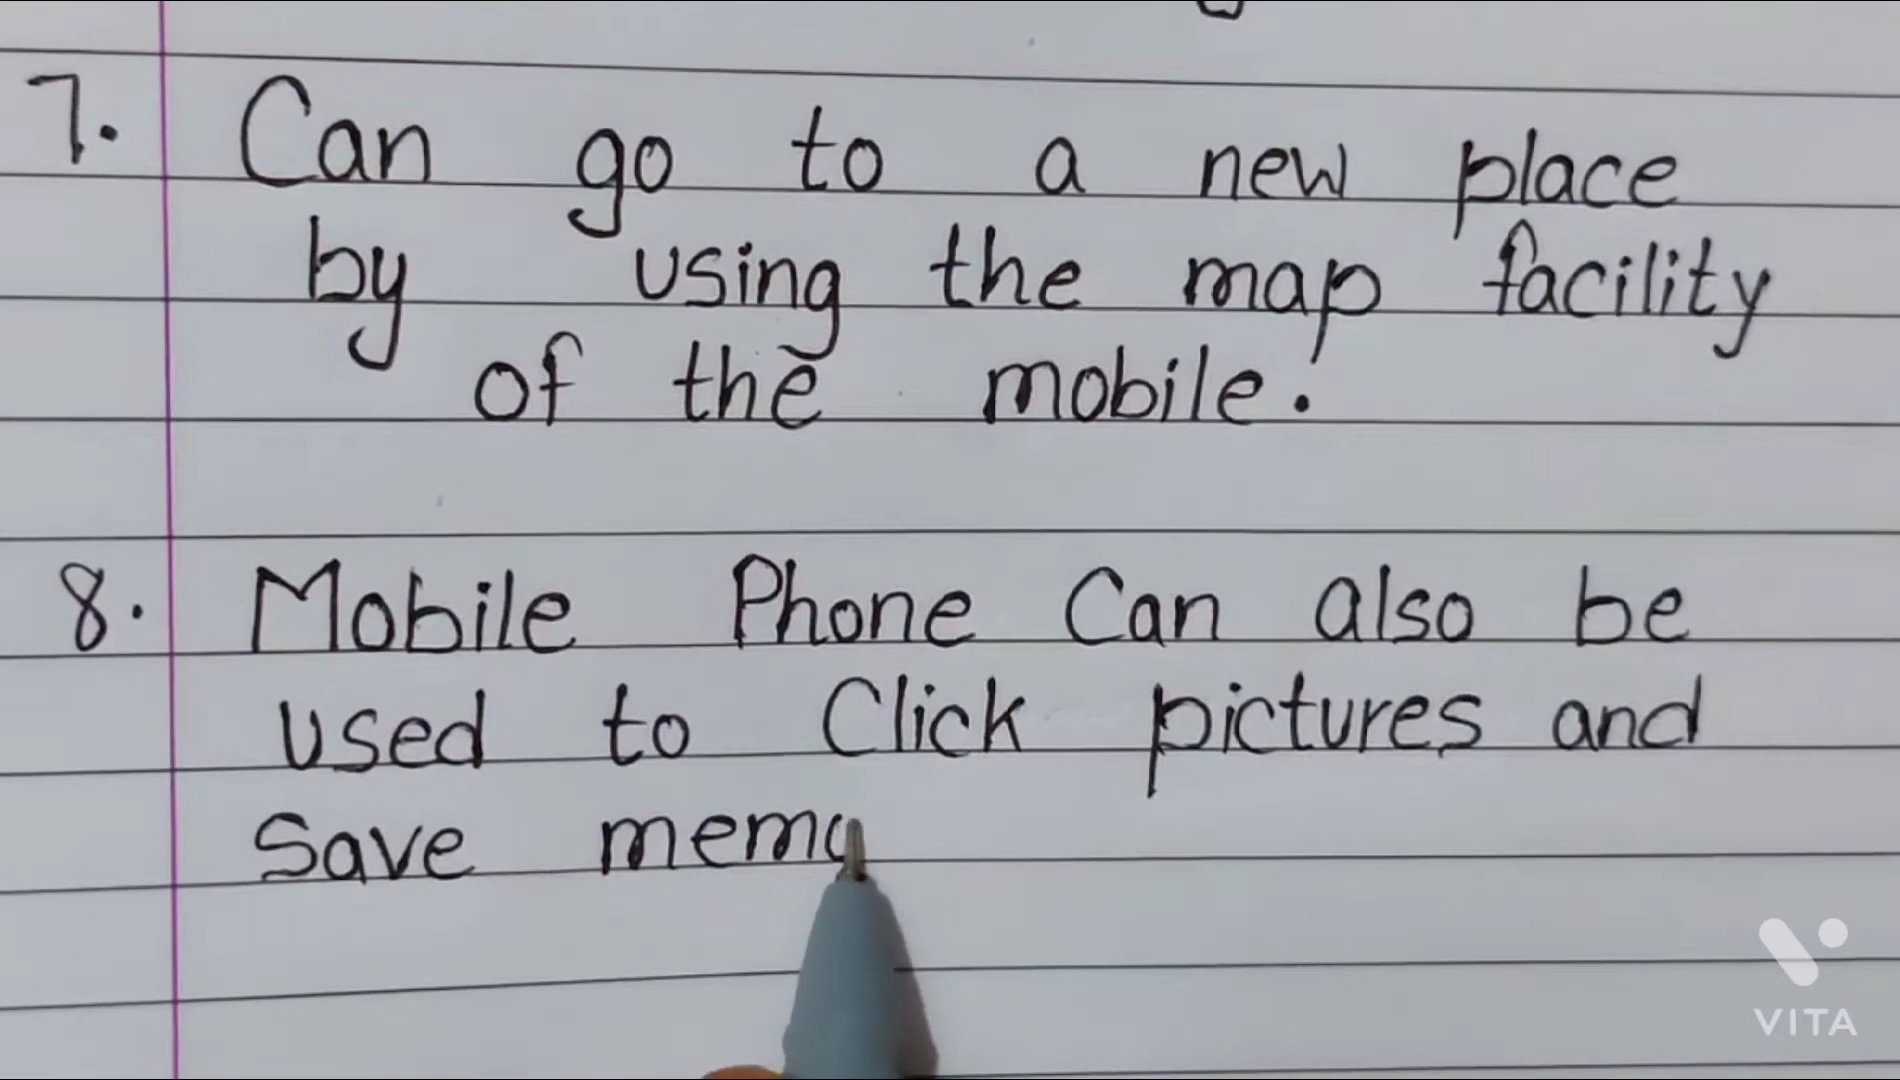 7. Can go to a new place
by using the map facility
of the mobile.
8. Mobile Phone Can also be
used to Click pictures and
Save memo
VITA